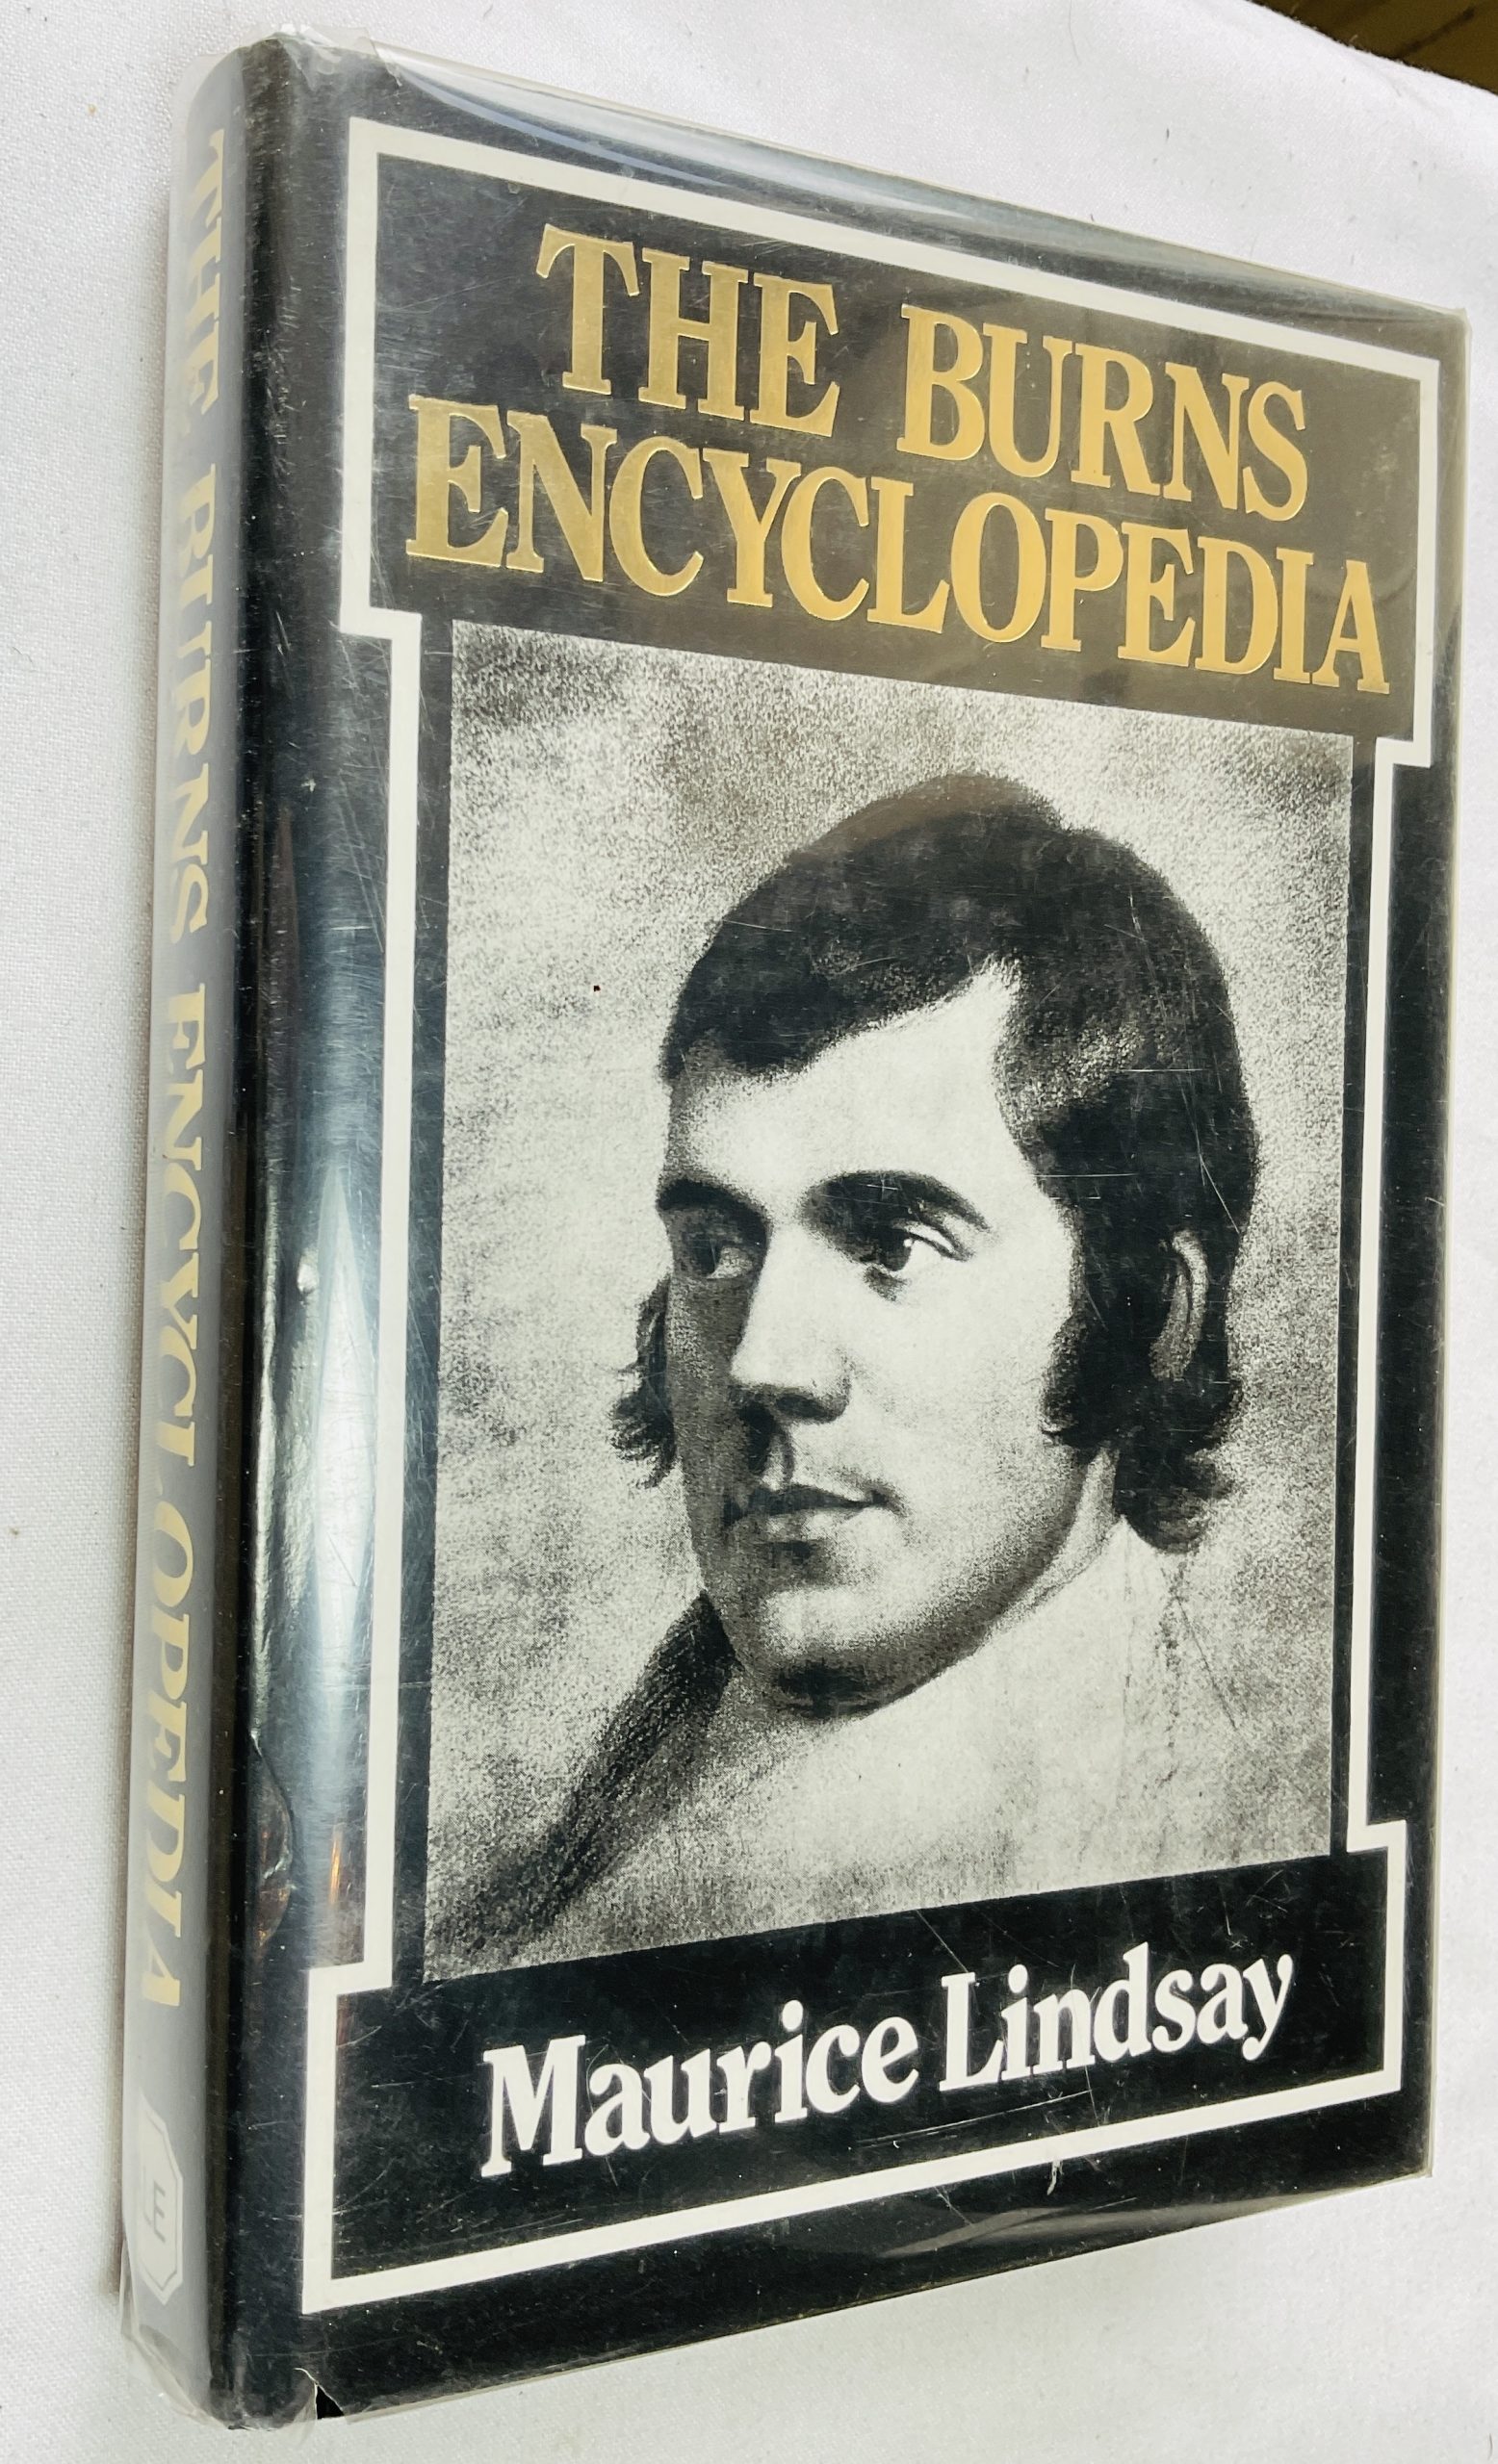 THE BURNS
ENCYCLOPEDIA
Maurice Lindsay
THE BURNS ENCYCLOPEDIA